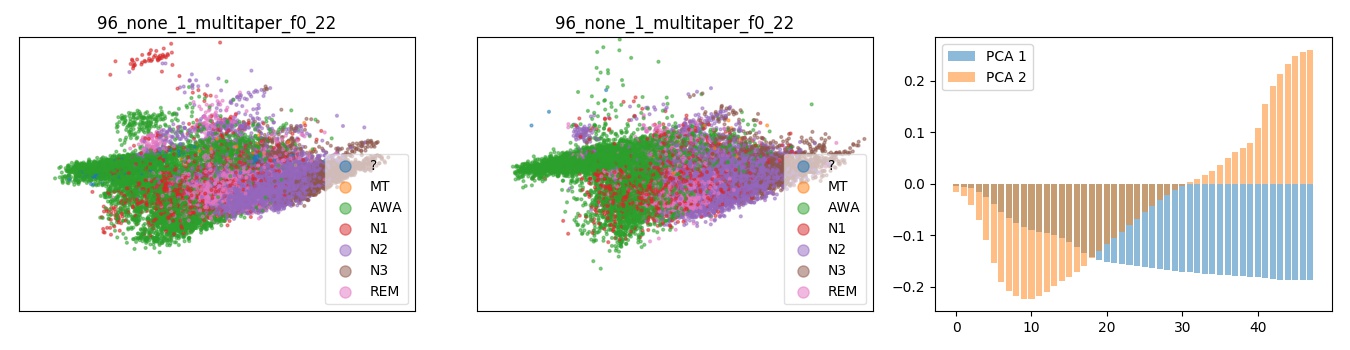 96_none_1_multitaper_f0_22
?
MT
AWA
N1
N2
N3
REM
96_none_1_multitaper_f0_22
?
MT
AWA
N1
N2
N3
REM
PCA 1
PCA 2
0.2
0.1
0.0
−0.1
−0.2
0 10 20 30 40